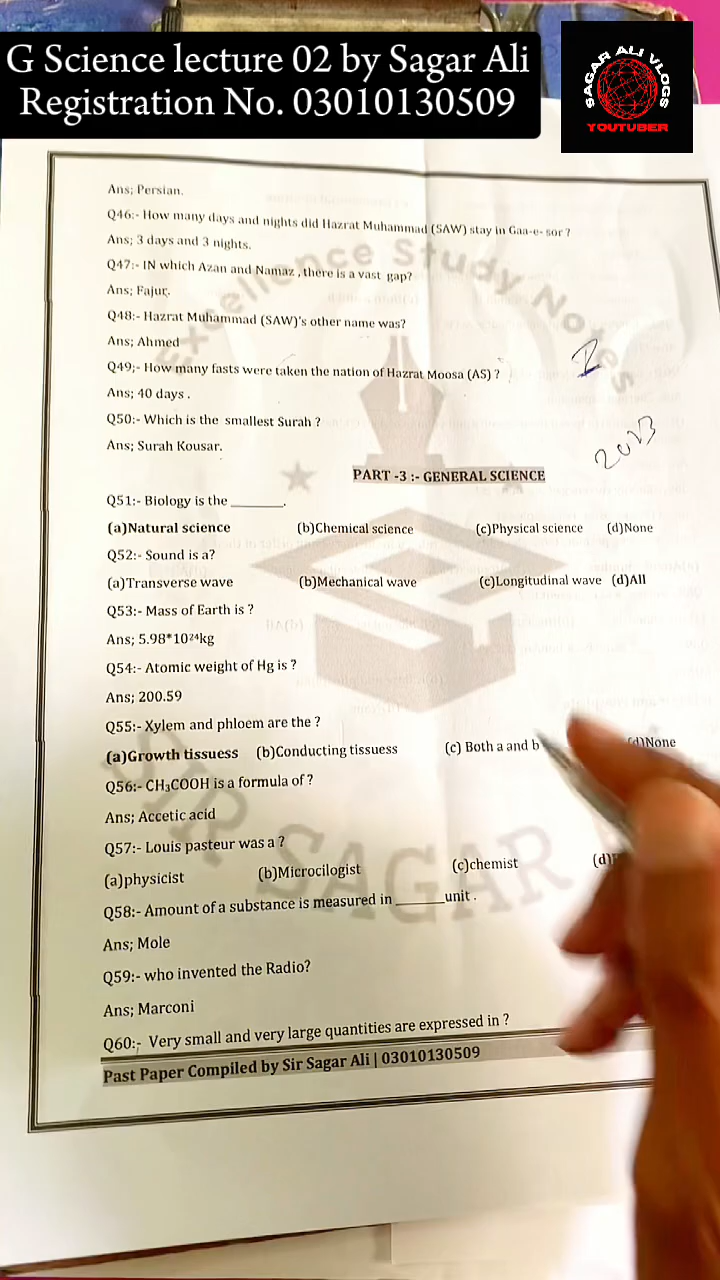 G Science lecture 02 by Sagar Ali
Registration No. 03010130509
SAGAR ALI VLOGS
YOUTUBER
Ans; Persian.
Q46:- How many days and nights did Hazrat Muhammad (SAW) stay in Gaa-e- sor ?
Ans; 3 days and 3 nights.
Q47:- IN which Azan and Namaz , there is a vast gap?
Ans; Fajur.
Q48:- Hazrat Muhammad (SAW)'s other name was?
Ans; Ahmed
Q49;- How many fasts were taken the nation of Hazrat Moosa (AS) ?
Ans; 40 days .
Q50:- Which is the smallest Surah ?
Ans; Surah Kousar.
2013
PART -3 :- GENERAL SCIENCE
Q51:- Biology is the ______.
(a)Natural science (b)Chemical science (c)Physical science (d)None
Q52:- Sound is a?
(a)Transverse wave (b)Mechanical wave (c)Longitudinal wave (d)All
Q53:- Mass of Earth is ?
Ans; 5.98*10²⁴kg
Q54:- Atomic weight of Hg is ?
Ans; 200.59
Q55:- Xylem and phloem are the ?
(a)Growth tissuess (b)Conducting tissuess (c) Both a and b (d)None
Q56:- CH₃COOH is a formula of ?
Ans; Accetic acid
Q57:- Louis pasteur was a ?
(a)physicist (b)Microcilogist (c)chemist (d)
Q58:- Amount of a substance is measured in ______unit .
Ans; Mole
Q59:- who invented the Radio?
Ans; Marconi
Q60:- Very small and very large quantities are expressed in ?
Past Paper Compiled by Sir Sagar Ali | 03010130509
Excellence Study Notes
SIR SAGAR